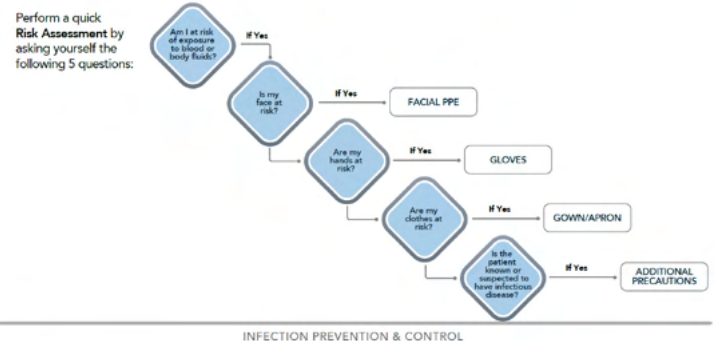 Perform a quick
Risk Assessment by
asking yourself the
following 5 questions:
Am I at risk
of exposure
to blood or
body fluids?
If Yes
Is my
face at
risk?
If Yes
FACIAL PPE
Are my
hands at
risk?
If Yes
GLOVES
Are my
clothes at
risk?
If Yes
GOWN/APRON
Is the
patient
known or
suspected to
have infectious
disease?
If Yes
ADDITIONAL
PRECAUTIONS
INFECTION PREVENTION & CONTROL